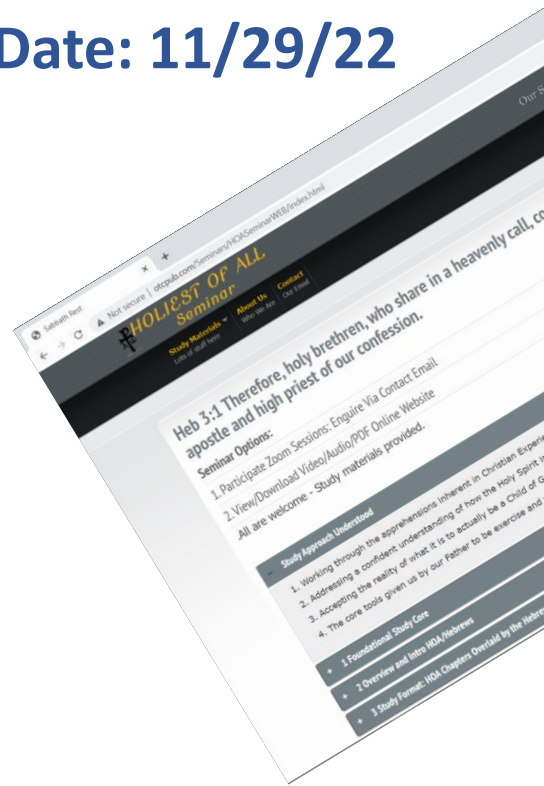 Date: 11/29/22
Our S
Sabbath Rest
× +
Not secure | otcpub.com/Seminars/HOASeminarWEB/index.html
HOLIEST OF ALL
Seminar
Study Materials
Lots of stuff here
About Us
Who We Are
Contact
Our Email
Heb 3:1 Therefore, holy brethren, who share in a heavenly call, co
apostle and high priest of our confession.
Seminar Options:
1. Participate Zoom Sessions: Enquire Via Contact Email
2. View/Download Video/Audio/PDF Online Website
All are welcome - Study materials provided.
- Study Approach Understood
1. Working through the apprehensions inherent in Christian Experie
2. Addressing a confident understanding of how the Holy Spirit i
3. Accepting the reality of what it is to actually be a Child of G
4. The core tools given us by our Father to be exercise and
+ 1 Foundational Study Core
+ 2 Overview and Intro HOA/Hebrews
+ 3 Study Format: HOA Chapters Overlaid by the Hebre